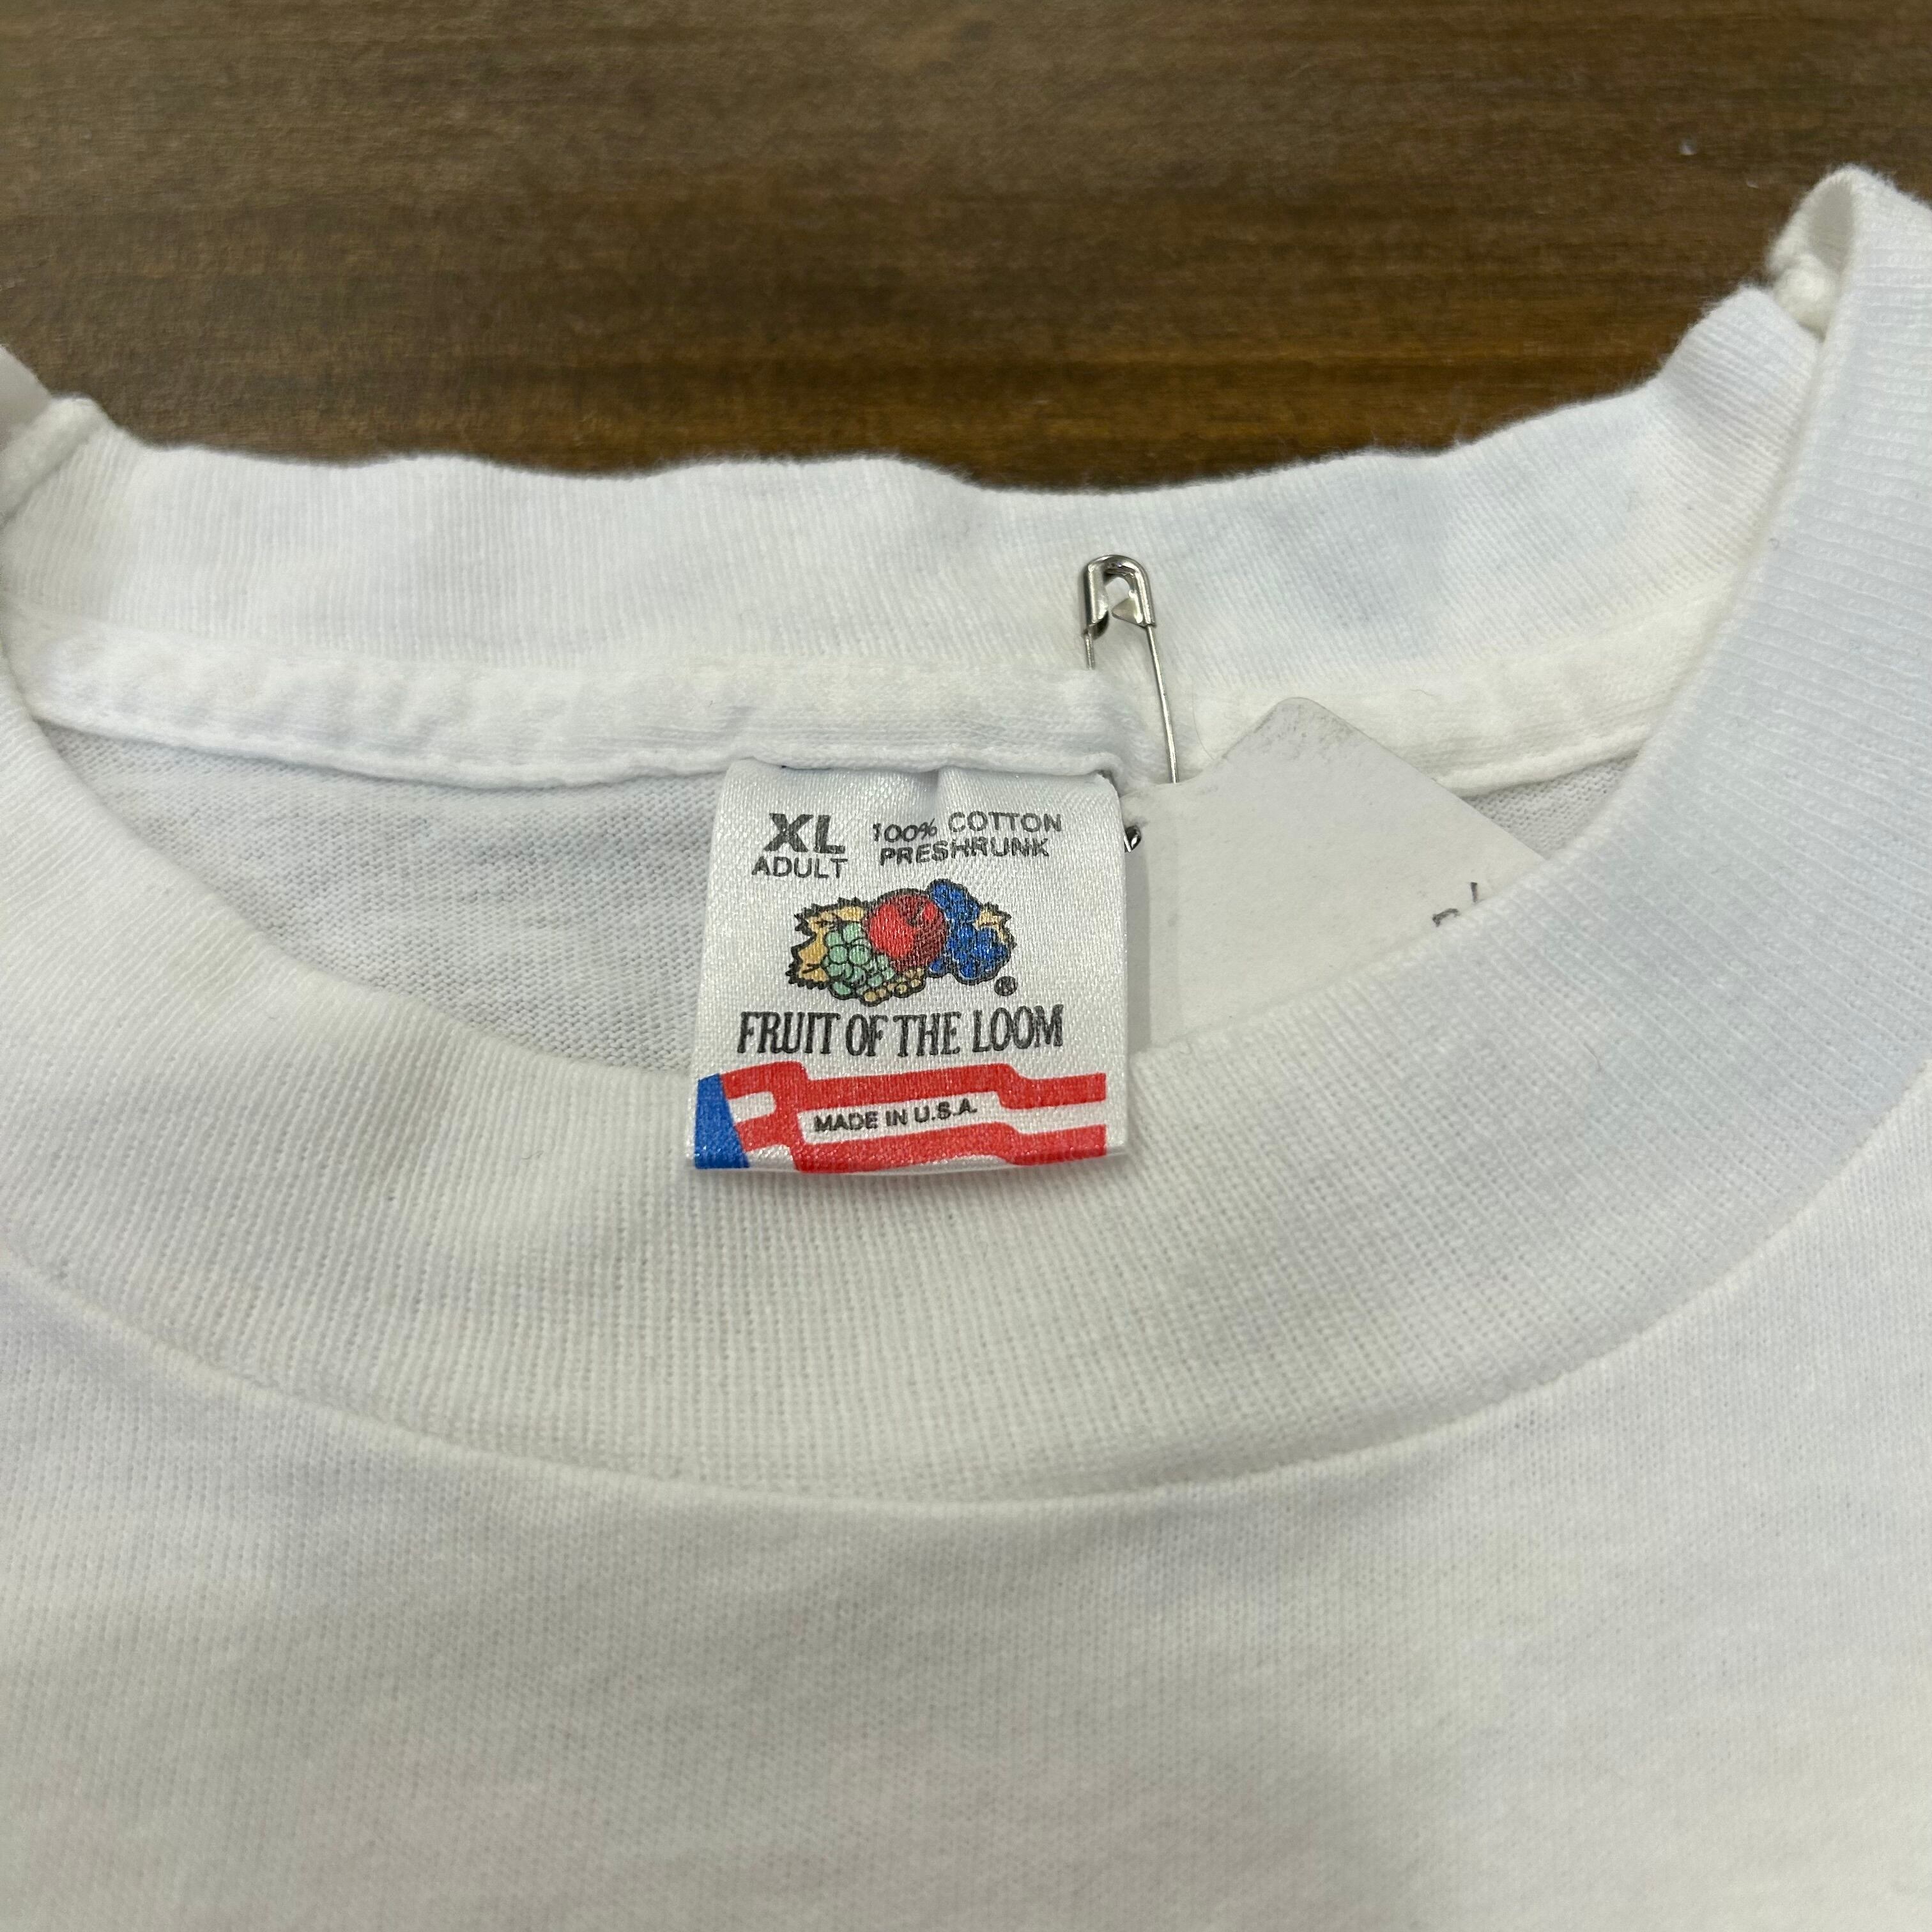 XL 100% COTTON
ADULT PRESHRUNK
®
FRUIT OF THE LOOM
MADE IN U.S.A.